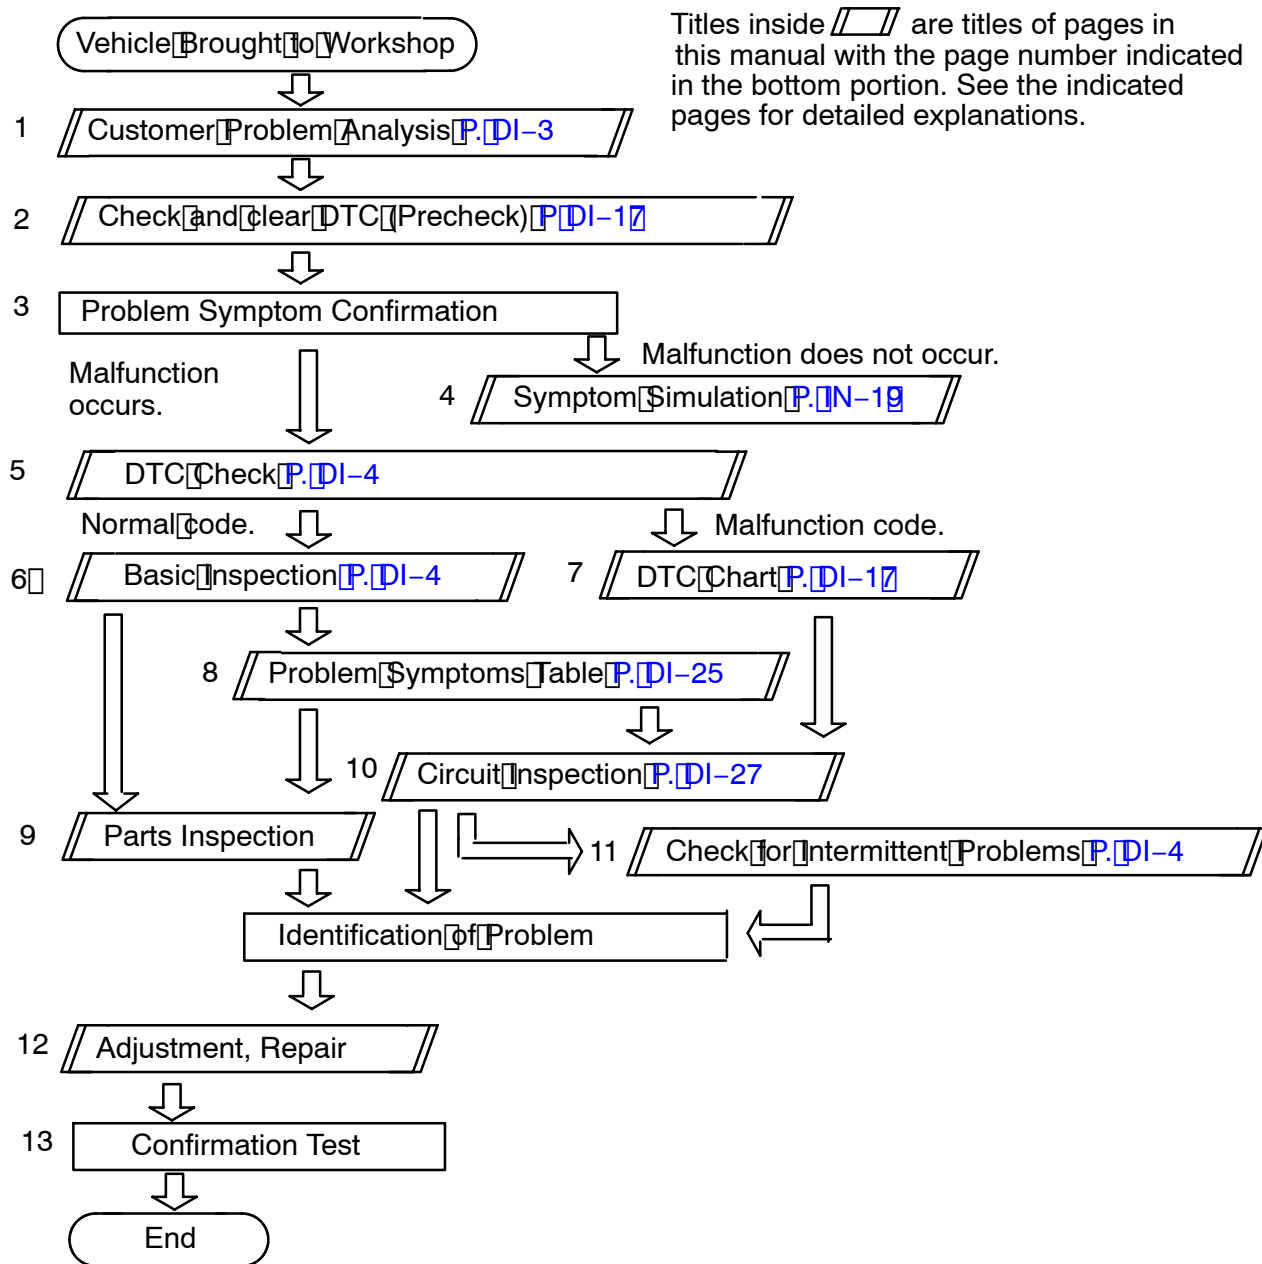 Vehicle Brought to Workshop
Titles inside are titles of pages in
this manual with the page number indicated
in the bottom portion. See the indicated
pages for detailed explanations.
1 Customer Problem Analysis P. DI–3
2 Check and clear DTC (Precheck) P DI–17
3 Problem Symptom Confirmation
Malfunction
occurs.
Malfunction does not occur.
4 Symptom Simulation P. IN–19
5 DTC Check P. DI–4
Normal code.
Malfunction code.
6 Basic Inspection P. DI–4
7 DTC Chart P. DI–17
8 Problem Symptoms Table P. DI–25
10 Circuit Inspection P. DI–27
9 Parts Inspection
11 Check for Intermittent Problems P. DI–4
Identification of Problem
12 Adjustment, Repair
13 Confirmation Test
End